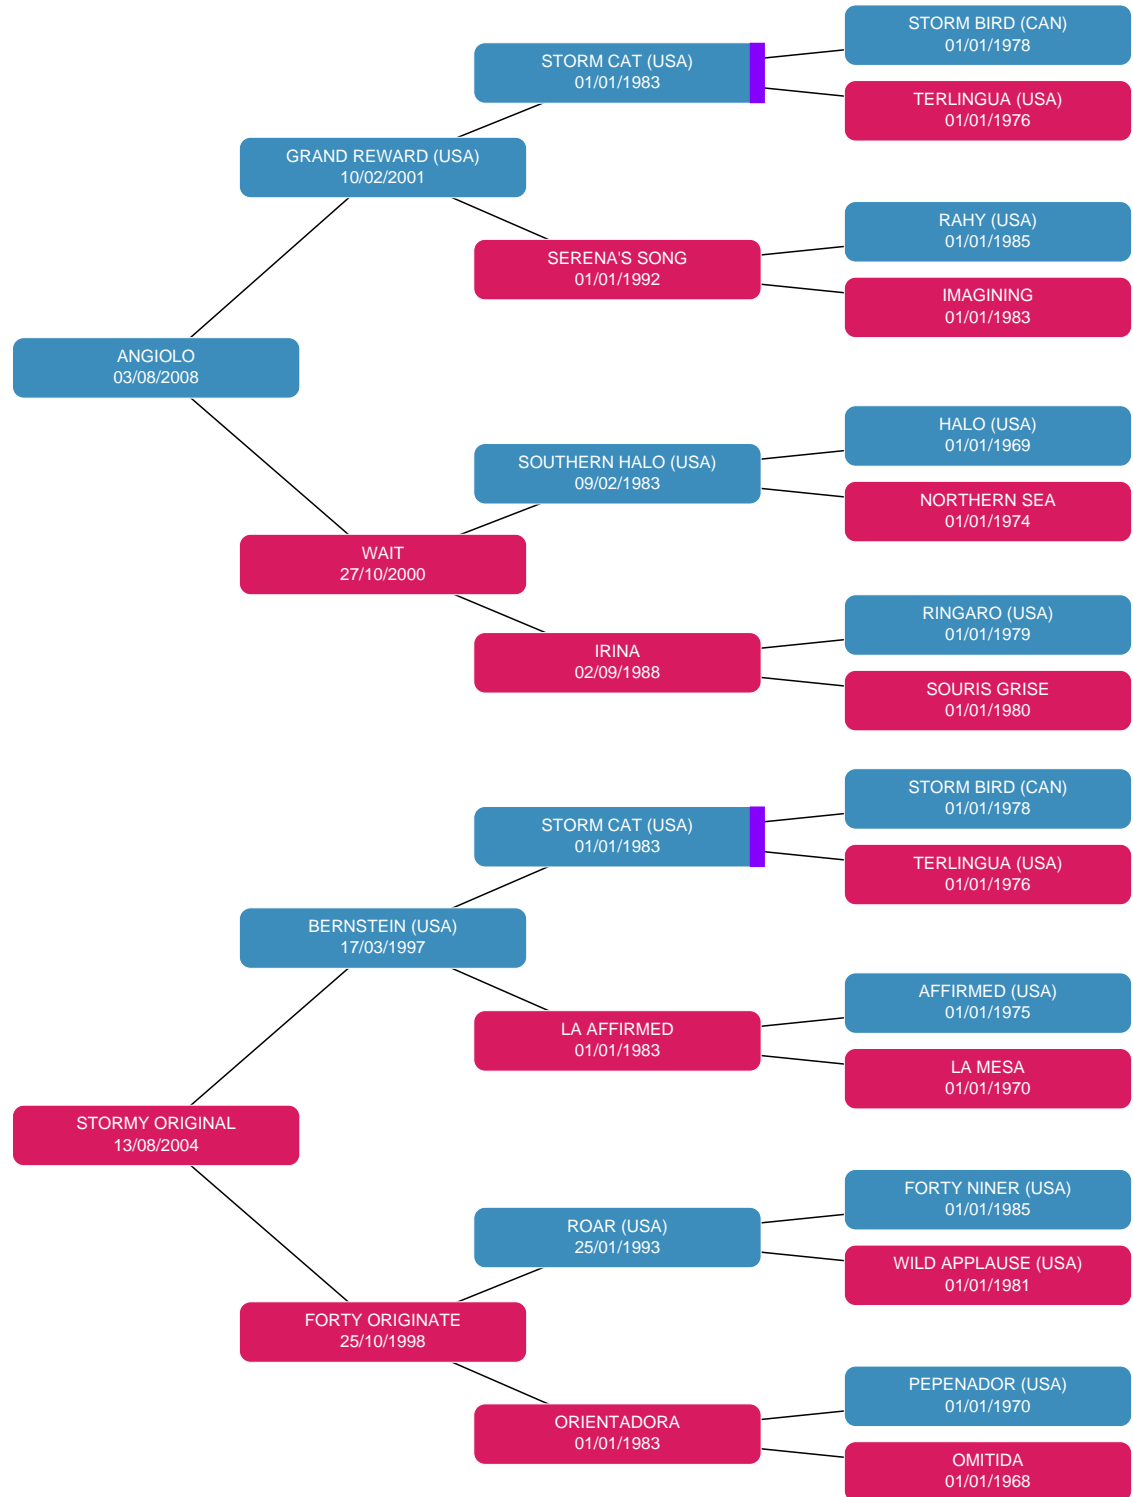 STORM BIRD (CAN)
01/01/1978
STORM CAT (USA)
01/01/1983
TERLINGUA (USA)
01/01/1976
GRAND REWARD (USA)
10/02/2001
RAHY (USA)
01/01/1985
SERENA'S SONG
01/01/1992
IMAGINING
01/01/1983
ANGIOLO
03/08/2008
HALO (USA)
01/01/1969
SOUTHERN HALO (USA)
09/02/1983
NORTHERN SEA
01/01/1974
WAIT
27/10/2000
RINGARO (USA)
01/01/1979
IRINA
02/09/1988
SOURIS GRISE
01/01/1980
STORM BIRD (CAN)
01/01/1978
STORM CAT (USA)
01/01/1983
TERLINGUA (USA)
01/01/1976
BERNSTEIN (USA)
17/03/1997
AFFIRMED (USA)
01/01/1975
LA AFFIRMED
01/01/1983
LA MESA
01/01/1970
STORMY ORIGINAL
13/08/2004
FORTY NINER (USA)
01/01/1985
ROAR (USA)
25/01/1993
WILD APPLAUSE (USA)
01/01/1981
FORTY ORIGINATE
25/10/1998
PEPENADOR (USA)
01/01/1970
ORIENTADORA
01/01/1983
OMITIDA
01/01/1968